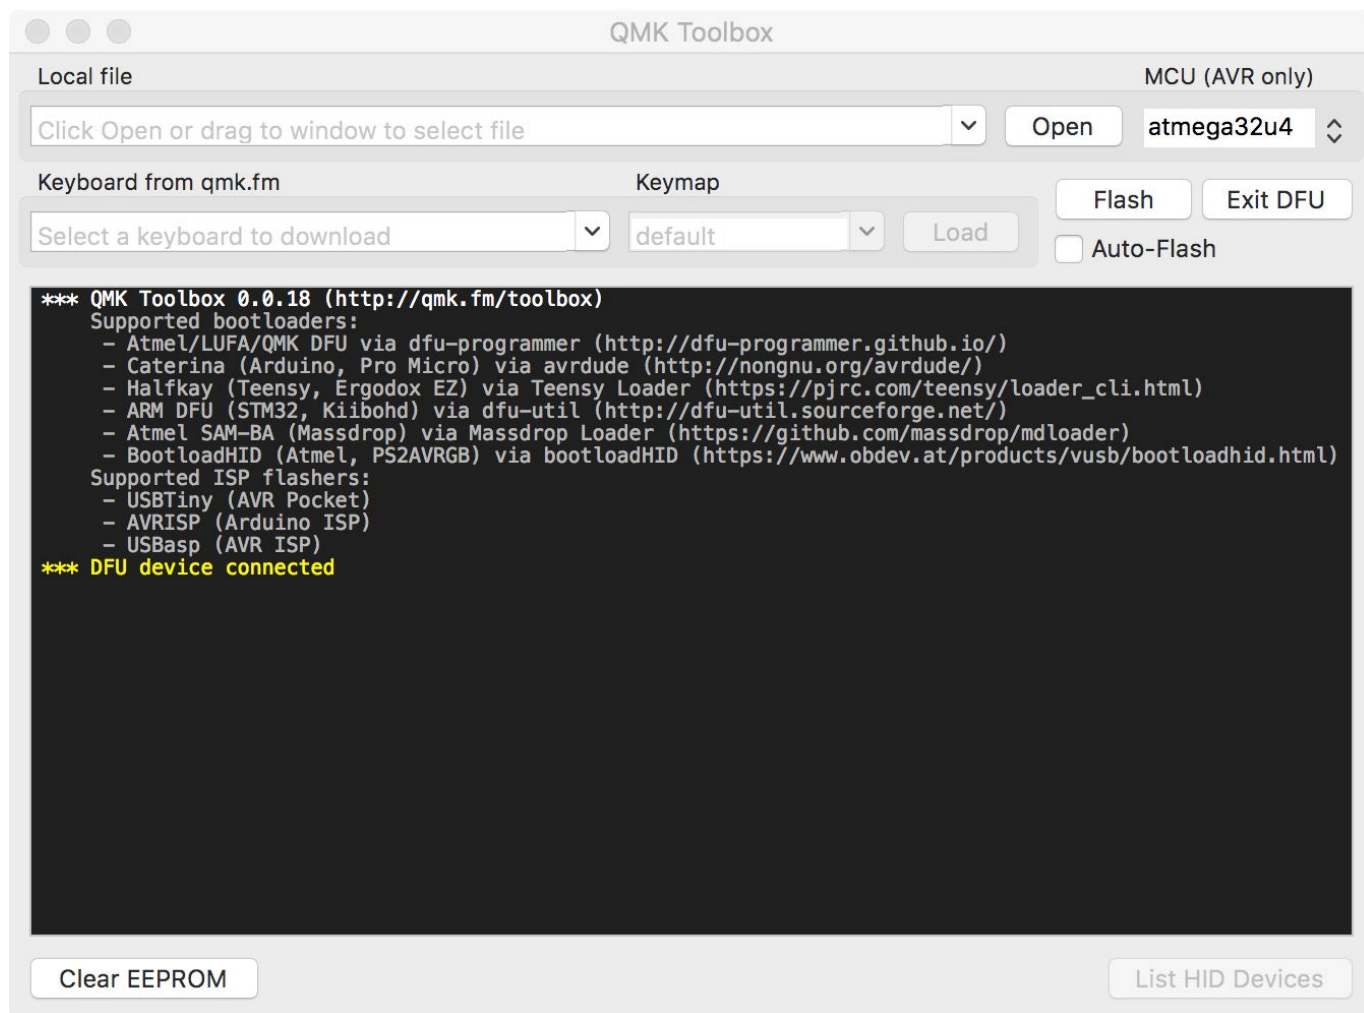 QMK Toolbox
Local file
MCU (AVR only)
Click Open or drag to window to select file
Open
atmega32u4
Keyboard from qmk.fm
Keymap
Select a keyboard to download
default
Load
Flash
Exit DFU
Auto-Flash
*** QMK Toolbox 0.0.18 (http://qmk.fm/toolbox)
Supported bootloaders:
- Atmel/LUFA/QMK DFU via dfu-programmer (http://dfu-programmer.github.io/)
- Caterina (Arduino, Pro Micro) via avrdude (http://nongnu.org/avrdude/)
- Halfkay (Teensy, Ergodox EZ) via Teensy Loader (https://pjrc.com/teensy/loader_cli.html)
- ARM DFU (STM32, Kiibohd) via dfu-util (http://dfu-util.sourceforge.net/)
- Atmel SAM-BA (Massdrop) via Massdrop Loader (https://github.com/massdrop/mdloader)
- BootloadHID (Atmel, PS2AVRGB) via bootloadHID (https://www.obdev.at/products/vusb/bootloadhid.html)
Supported ISP flashers:
- USBTiny (AVR Pocket)
- AVRISP (Arduino ISP)
- USBasp (AVR ISP)
*** DFU device connected
Clear EEPROM
List HID Devices